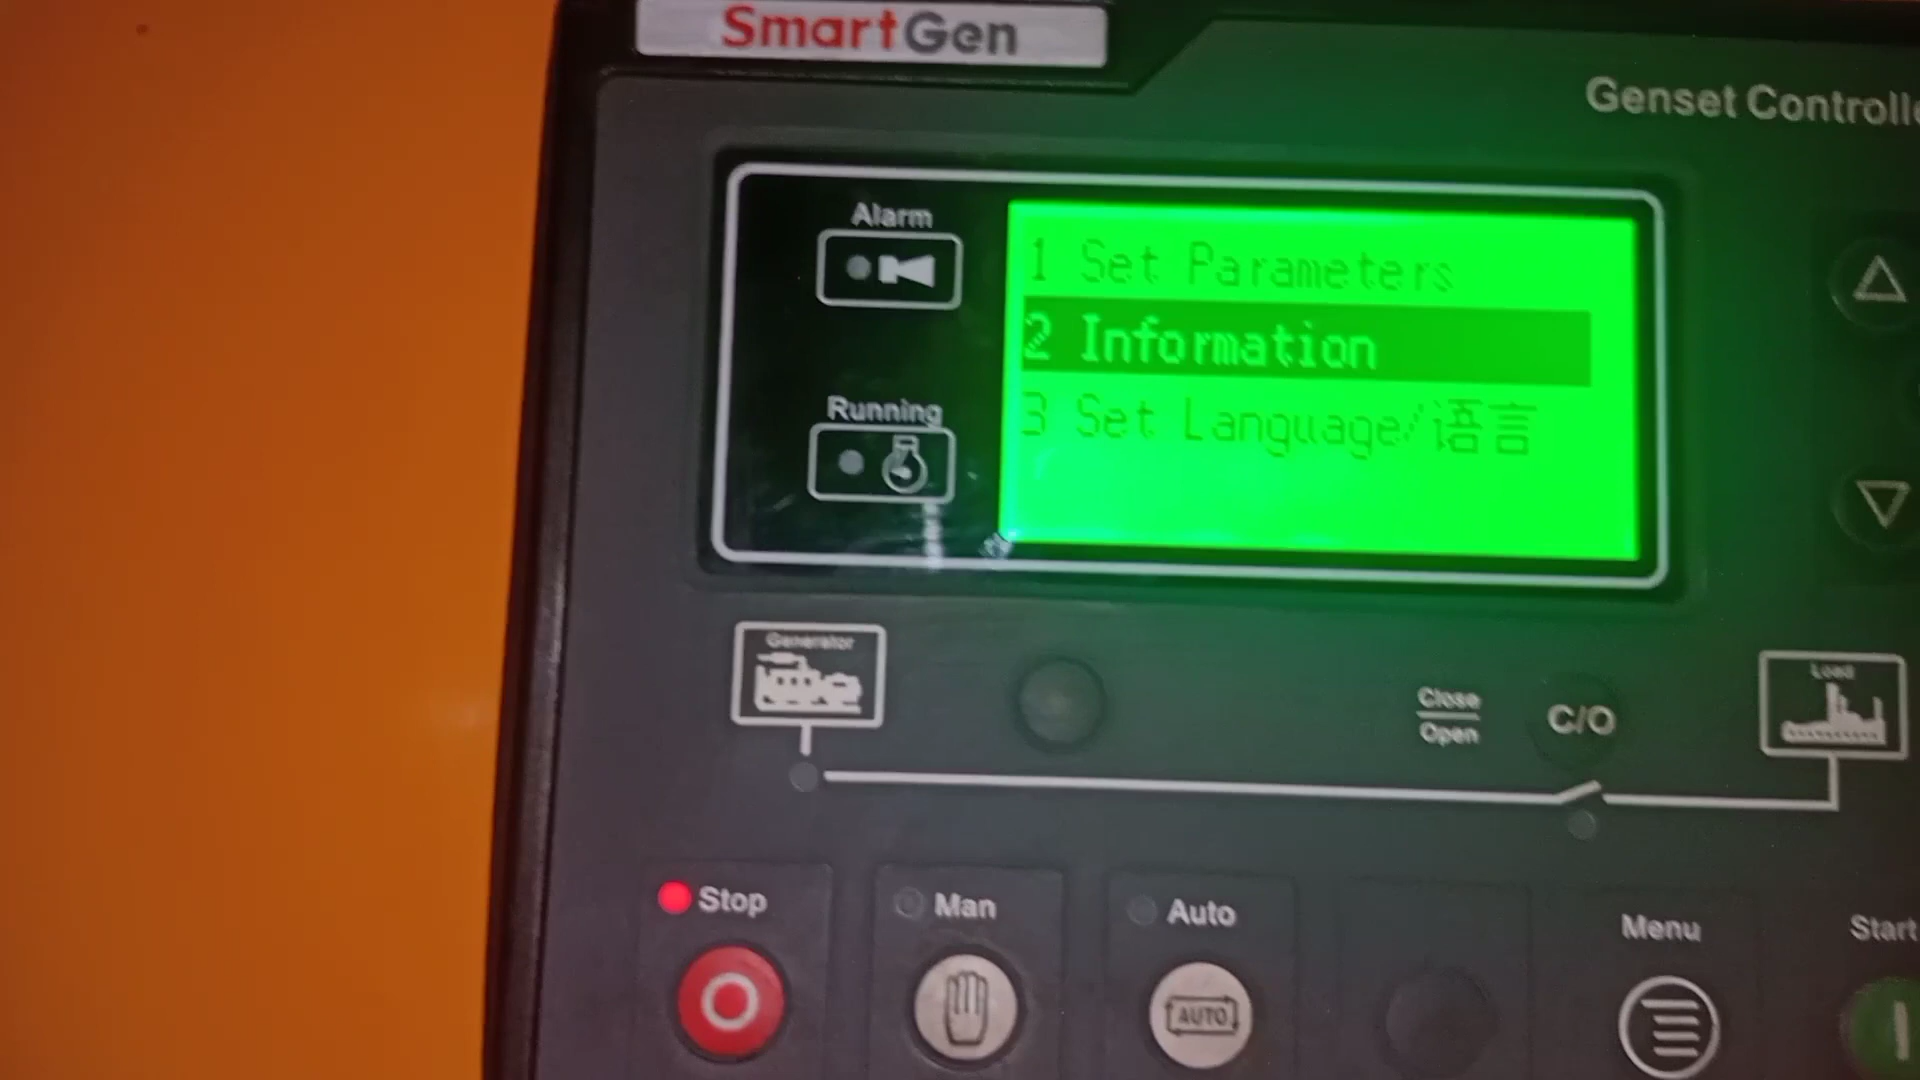 SmartGen
Genset Controlle
Alarm
1 Set Parameters
2 Information
3 Set Language/语言
Running
Generator
Close
Open
C/O
Load
Stop
Man
Auto
Menu
Start
AUTO